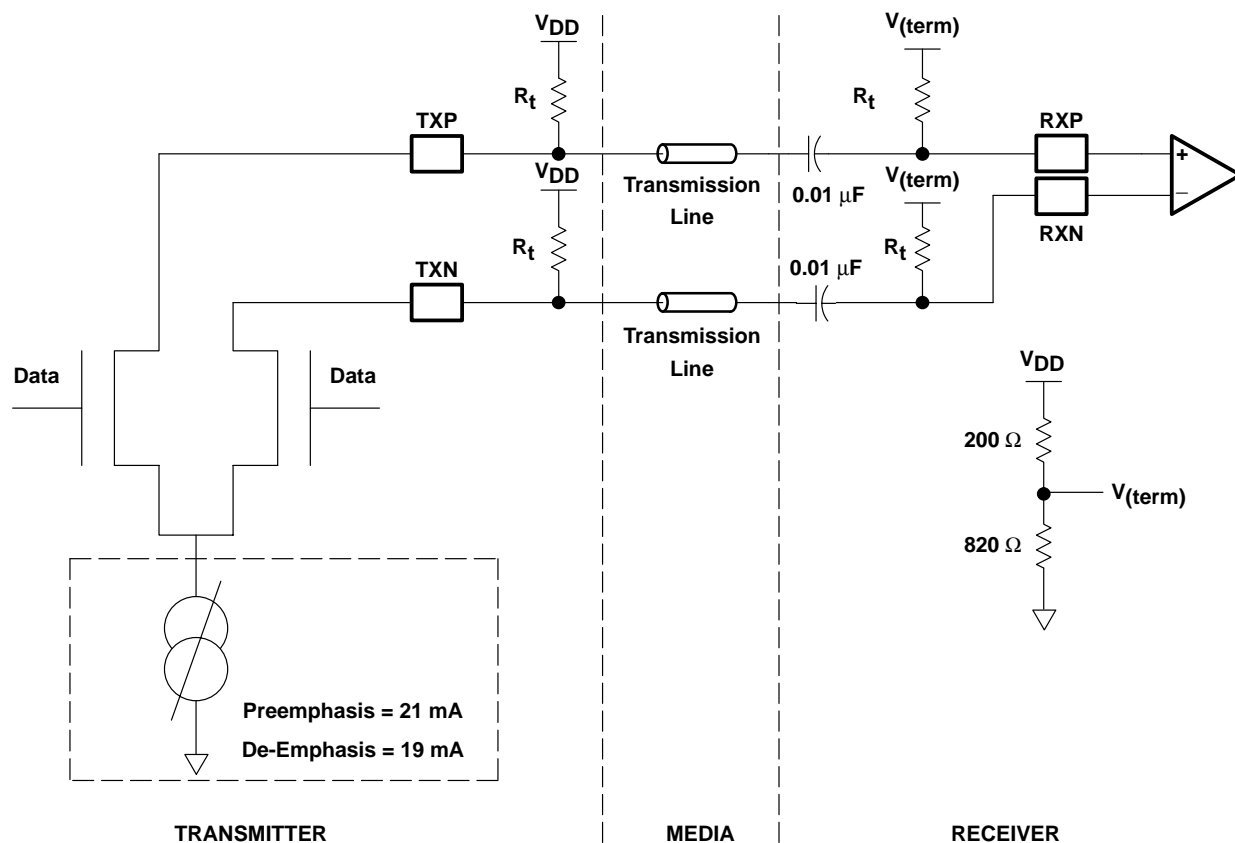 VDD
V(term)
Rt
Rt
TXP
RXP
VDD
V(term)
Transmission
Line
0.01 μF
RXN
Rt
Rt
TXN
0.01 μF
Transmission
Line
Data
Data
VDD
200 Ω
V(term)
820 Ω
+
−
Preemphasis = 21 mA
De-Emphasis = 19 mA
TRANSMITTER
MEDIA
RECEIVER